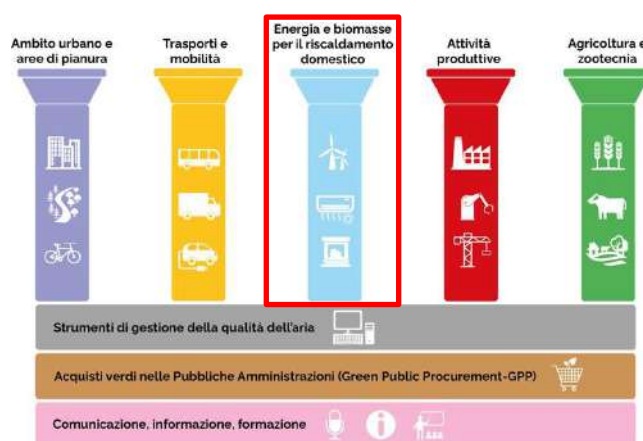 Ambito urbano e
aree di pianura
Trasporti e
mobilità
Energia e biomasse
per il riscaldamento
domestico
Attività
produttive
Agricoltura e
zootecnia
Strumenti di gestione della qualità dell'aria
Acquisti verdi nelle Pubbliche Amministrazioni (Green Public Procurement-GPP)
Comunicazione, informazione, formazione